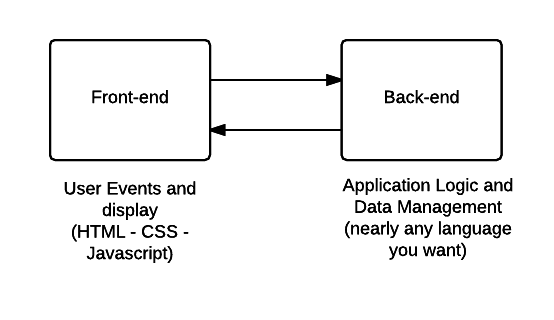 Front-end
Back-end
User Events and
display
(HTML - CSS -
Javascript)
Application Logic and
Data Management
(nearly any language
you want)